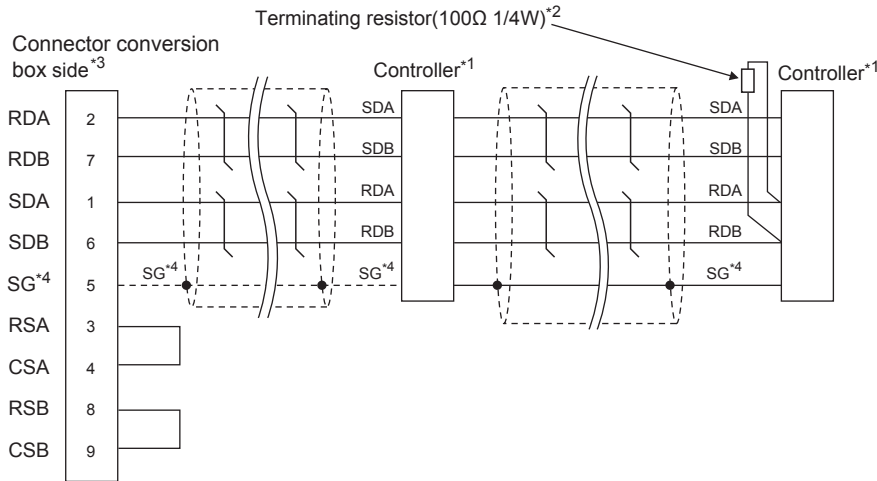 Terminating resistor(100Ω 1/4W)*2
Connector conversion
box side*3
Controller*1
Controller*1
RDA 2 SDA SDA
RDB 7 SDB SDB
SDA 1 RDA RDA
SDB 6 RDB RDB
SG*4 5 SG*4 SG*4 SG*4
RSA 3
CSA 4
RSB 8
CSB 9